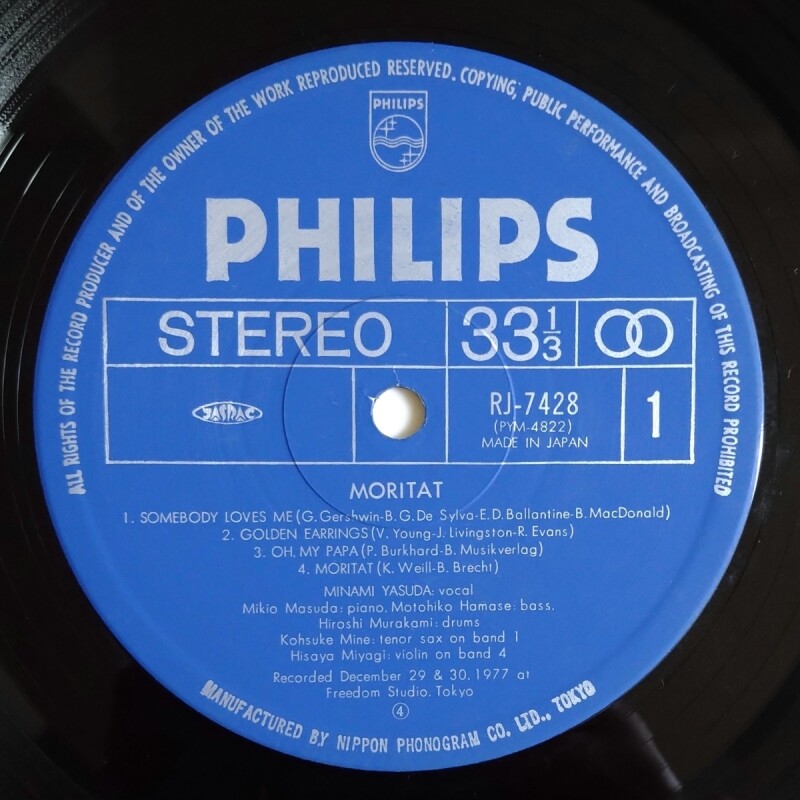 ALL RIGHTS OF THE RECORD PRODUCER AND OF THE OWNER OF THE WORK REPRODUCED RESERVED. COPYING, PUBLIC PERFORMANCE AND BROADCASTING OF THIS RECORD PROHIBITED
PHILIPS
PHILIPS
STEREO
33 1/3
JASRAC
RJ-7428
(PYM-4822)
MADE IN JAPAN
1
MORITAT
1. SOMEBODY LOVES ME (G. Gershwin-B. G. De Sylva-E. D. Ballantine-B. MacDonald)
2. GOLDEN EARRINGS (V. Young-J. Livingston-R. Evans)
3. OH, MY PAPA (P. Burkhard-B. Musikverlag)
4. MORITAT (K. Weill-B. Brecht)
MINAMI YASUDA: vocal
Mikio Masuda: piano, Motohiko Hamase: bass,
Hiroshi Murakami: drums
Kohsuke Mine: tenor sax on band 1
Hisaya Miyagi: violin on band 4
Recorded December 29 & 30, 1977 at
Freedom Studio, Tokyo
④
MANUFACTURED BY NIPPON PHONOGRAM CO. LTD., TOKYO